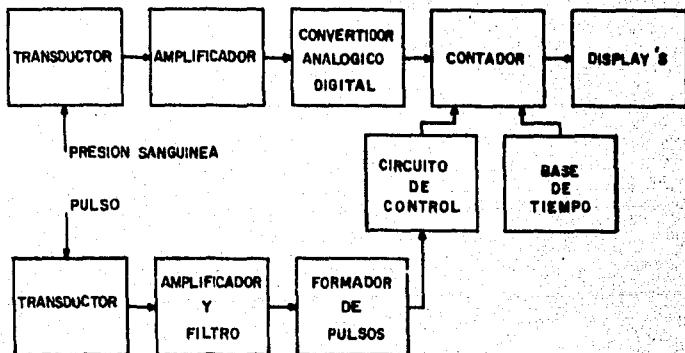 TRANSDUCTOR
AMPLIFICADOR
CONVERTIDOR
ANALOGICO
DIGITAL
CONTADOR
DISPLAY 'S
PRESION SANGUINEA
PULSO
CIRCUITO
DE
CONTROL
BASE
DE
TIEMPO
TRANSDUCTOR
AMPLIFICADOR
Y
FILTRO
FORMADOR
DE
PULSOS